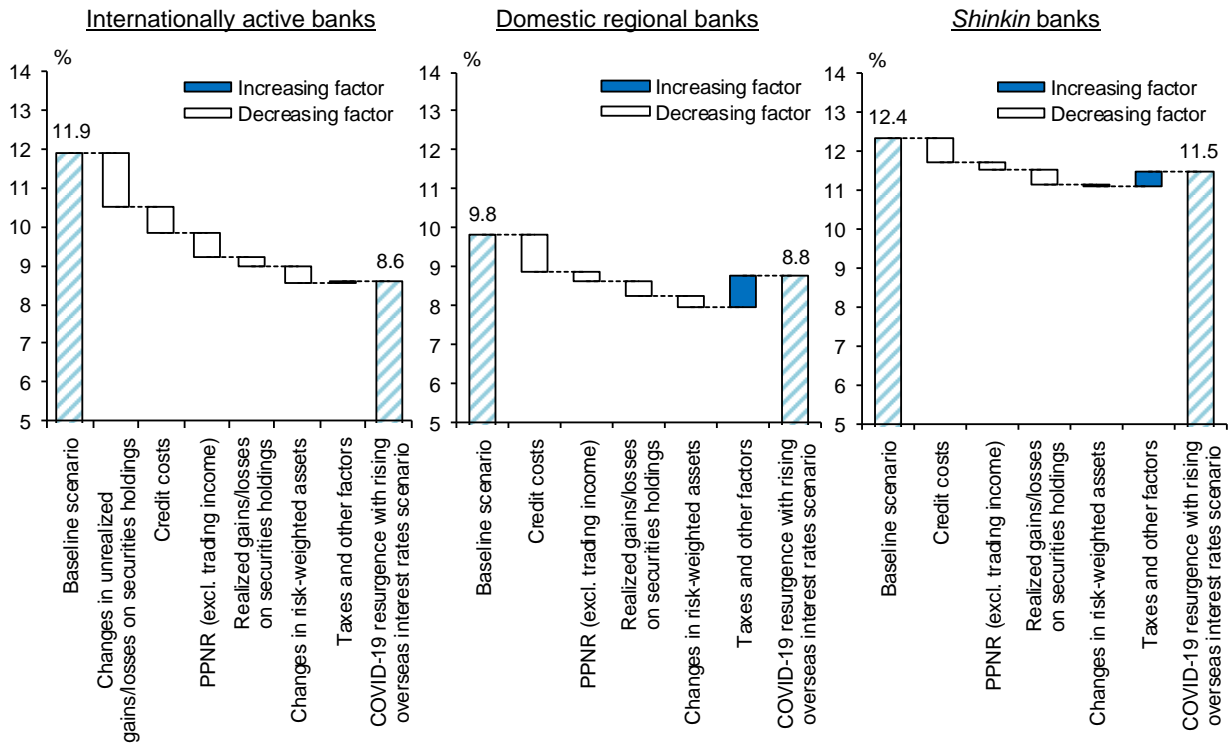 Internationally active banks
%
14
13
12
11
10
9
8
7
6
5
Increasing factor
Decreasing factor
11.9
8.6
Baseline scenario
Changes in unrealized
gains/losses on securities holdings
Credit costs
PPNR (excl. trading income)
Realized gains/losses
on securities holdings
Changes in risk-weighted assets
Taxes and other factors
COVID-19 resurgence with rising
overseas interest rates scenario
Domestic regional banks
%
14
13
12
11
10
9
8
7
6
5
Increasing factor
Decreasing factor
9.8
8.8
Baseline scenario
Credit costs
PPNR (excl. trading income)
Realized gains/losses
on securities holdings
Changes in risk-weighted assets
Taxes and other factors
COVID-19 resurgence with rising
overseas interest rates scenario
Shinkin banks
%
14
13
12
11
10
9
8
7
6
5
Increasing factor
Decreasing factor
12.4
11.5
Baseline scenario
Credit costs
PPNR (excl. trading income)
Realized gains/losses
on securities holdings
Changes in risk-weighted assets
Taxes and other factors
COVID-19 resurgence with rising
overseas interest rates scenario